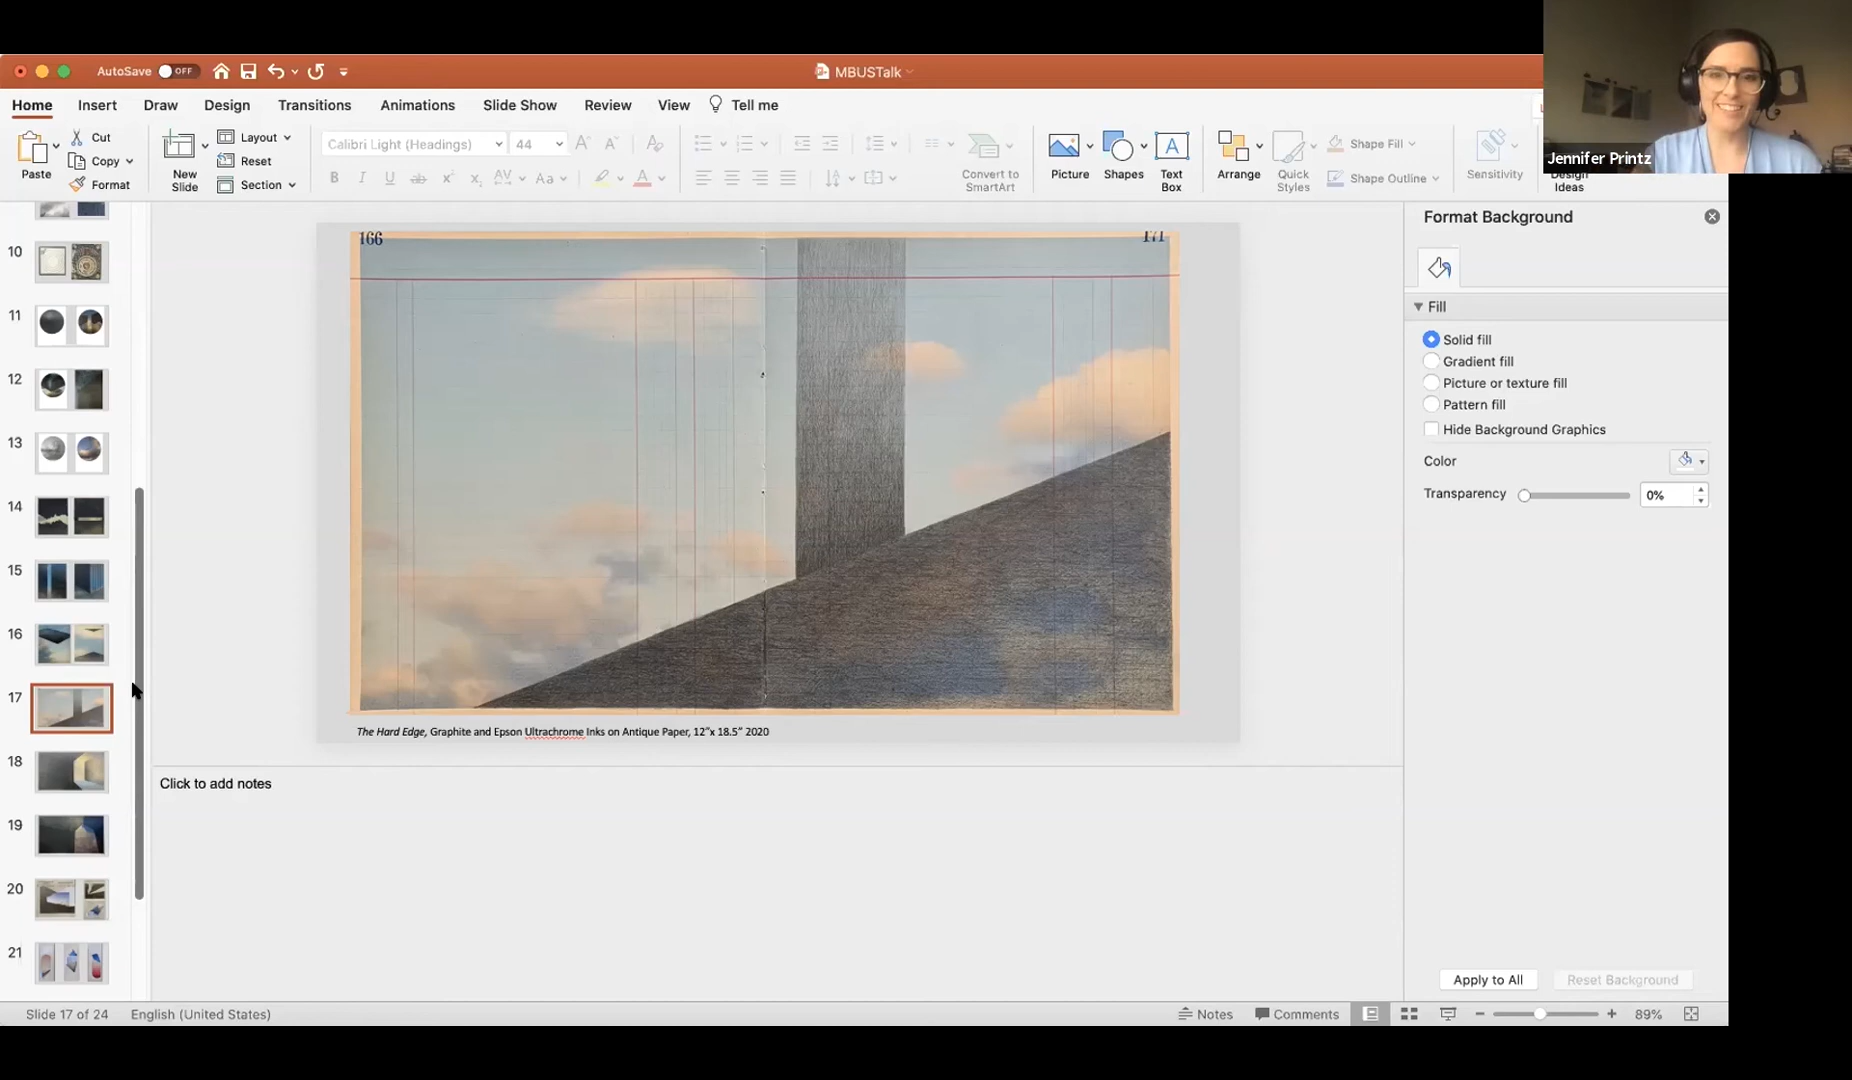 AutoSave OFF
MBUSTalk
Home Insert Draw Design Transitions Animations Slide Show Review View Tell me
Paste
Cut
Copy
Format
New
Slide
Layout
Reset
Section
Calibri Light (Headings) 44
Convert to
SmartArt
Picture
Shapes
Text
Box
Arrange
Quick
Styles
Shape Fill
Shape Outline
Sensitivity
Design
Ideas
Jennifer Printz
10
11
12
13
14
15
16
17
18
19
20
21
166
171
The Hard Edge, Graphite and Epson Ultrachrome Inks on Antique Paper, 12”x 18.5” 2020
Click to add notes
Format Background
Fill
Solid fill
Gradient fill
Picture or texture fill
Pattern fill
Hide Background Graphics
Color
Transparency 0%
Apply to All Reset Background
Slide 17 of 24 English (United States) Notes Comments 89%